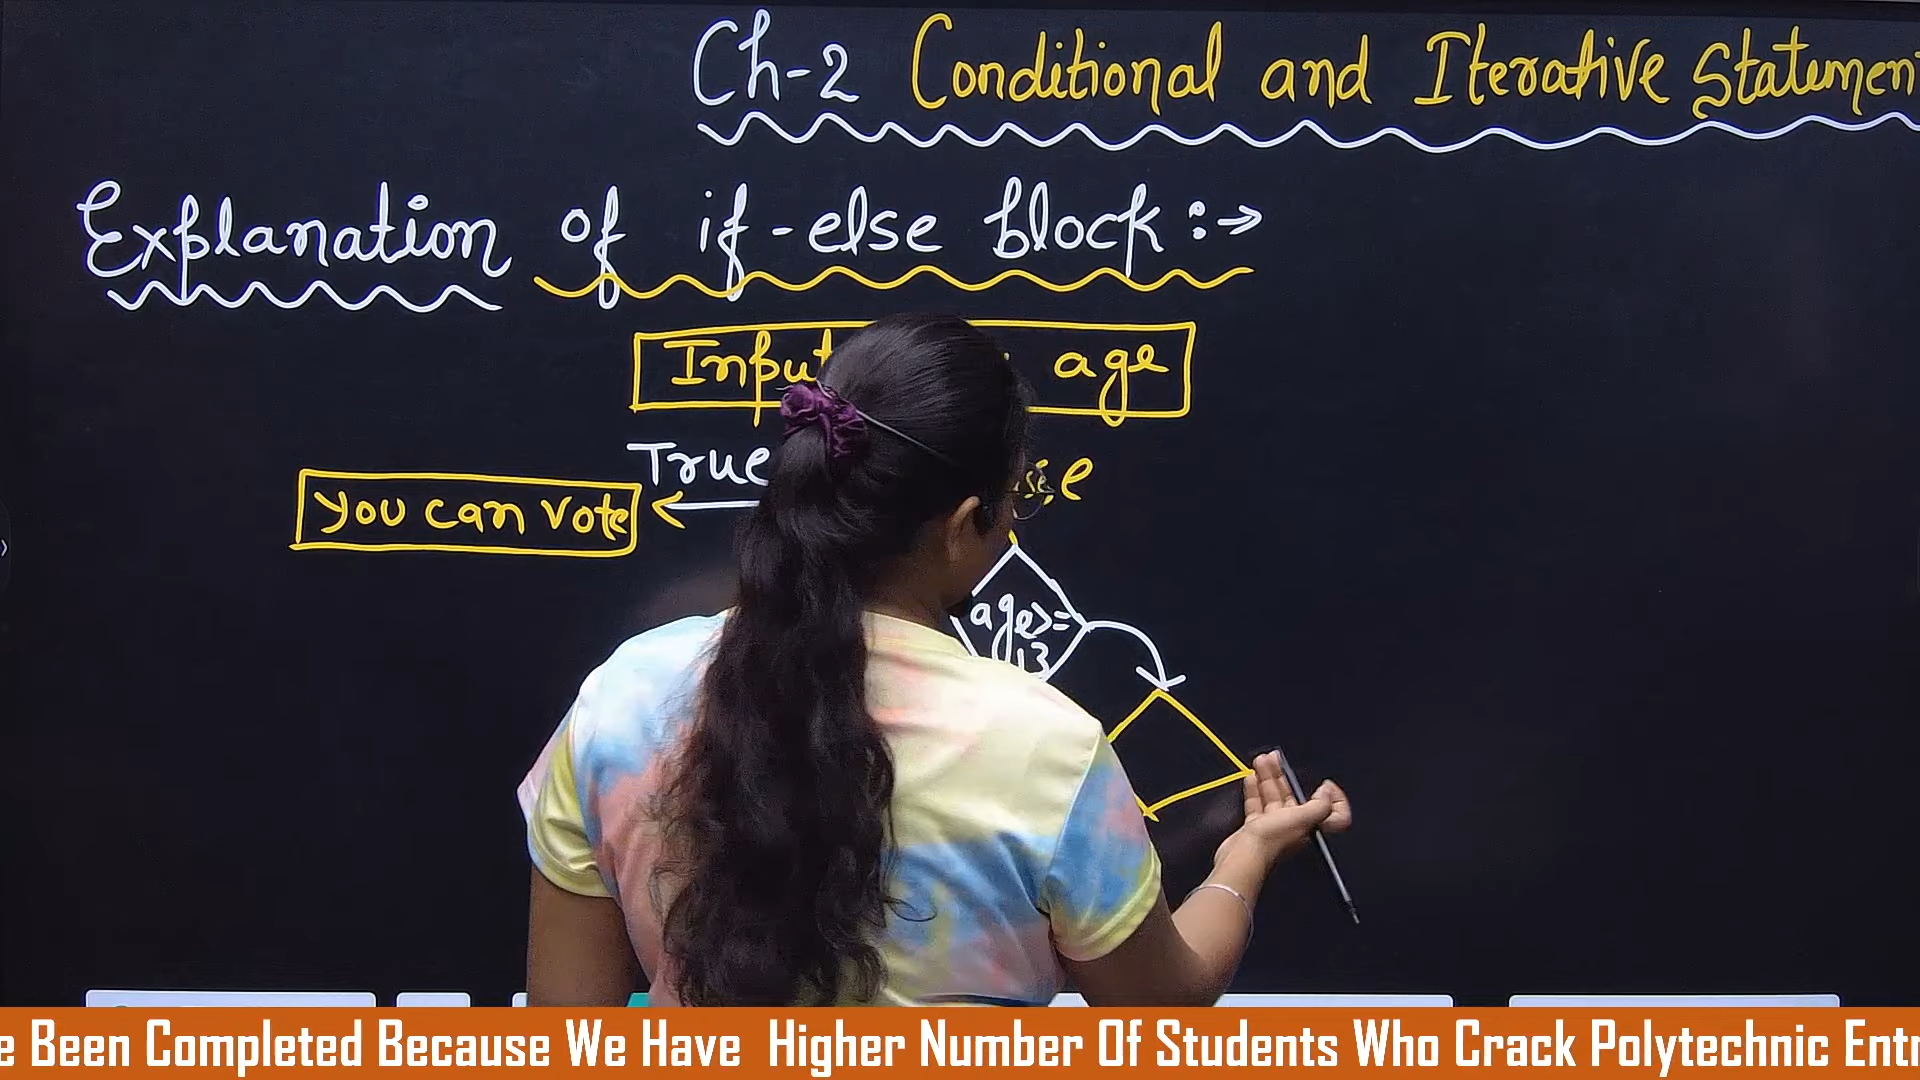 Ch-2 Conditional and Iterative Statemen
Explanation of if-else block :→
Input age
True
you can vote
age>=
13
e Been Completed Because We Have Higher Number Of Students Who Crack Polytechnic Entr